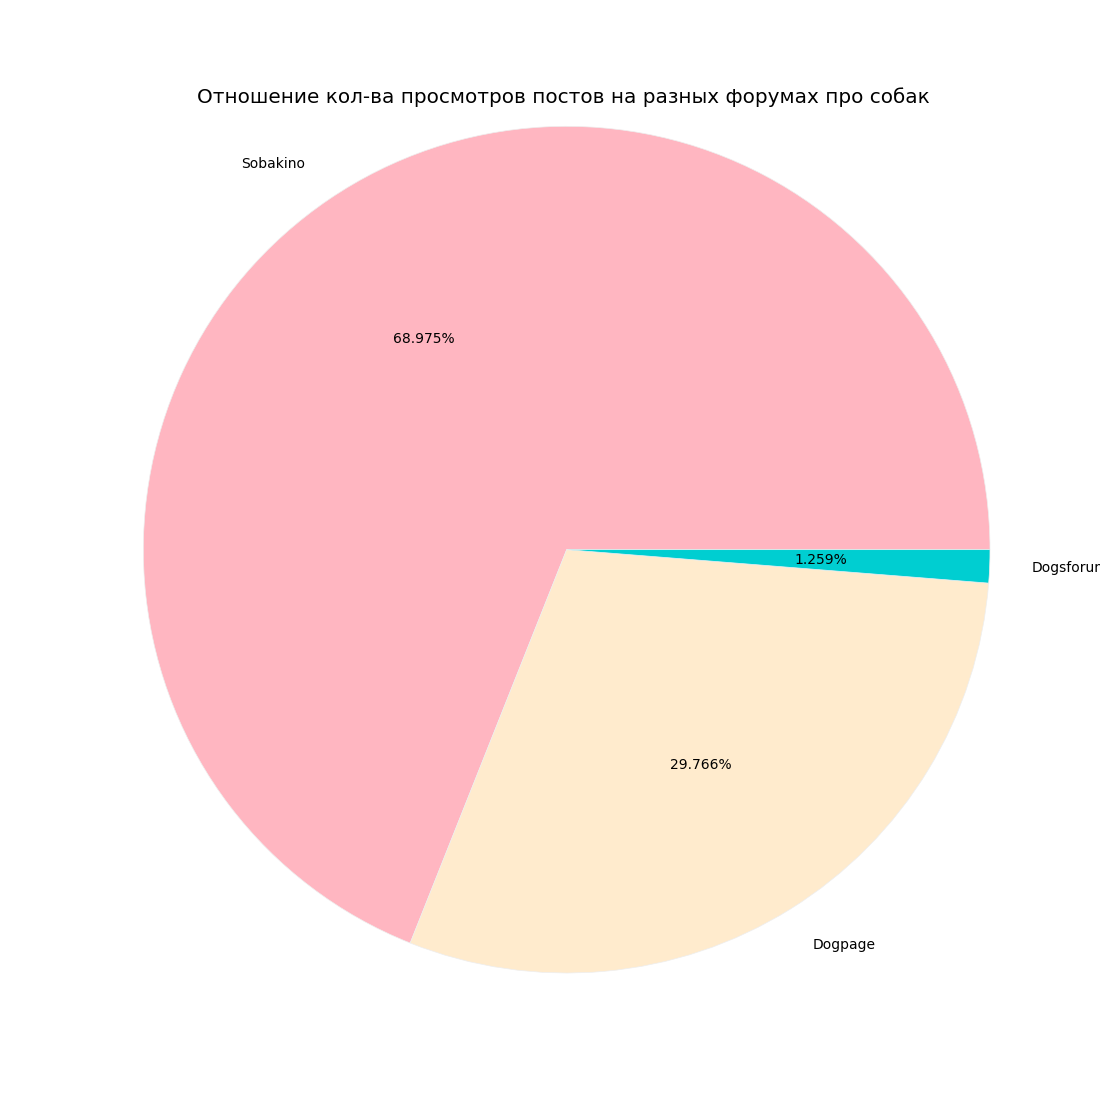 Отношение кол-ва просмотров постов на разных форумах про собак
Sobakino
68.975%
1.259%
Dogsforur
29.766%
Dogpage